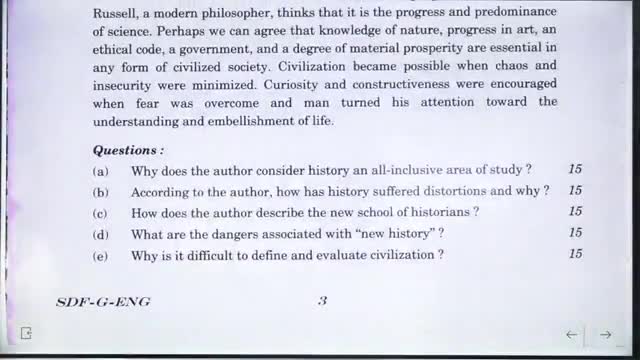 Russell, a modern philosopher, thinks that it is the progress and predominance
of science. Perhaps we can agree that knowledge of nature, progress in art, an
ethical code, a government, and a degree of material prosperity are essential in
any form of civilized society. Civilization became possible when chaos and
insecurity were minimized. Curiosity and constructiveness were encouraged
when fear was overcome and man turned his attention toward the
understanding and embellishment of life.
Questions :
(a) Why does the author consider history an all-inclusive area of study ? 15
(b) According to the author, how has history suffered distortions and why ? 15
(c) How does the author describe the new school of historians ? 15
(d) What are the dangers associated with “new history” ? 15
(e) Why is it difficult to define and evaluate civilization ? 15
SDF-G-ENG 3